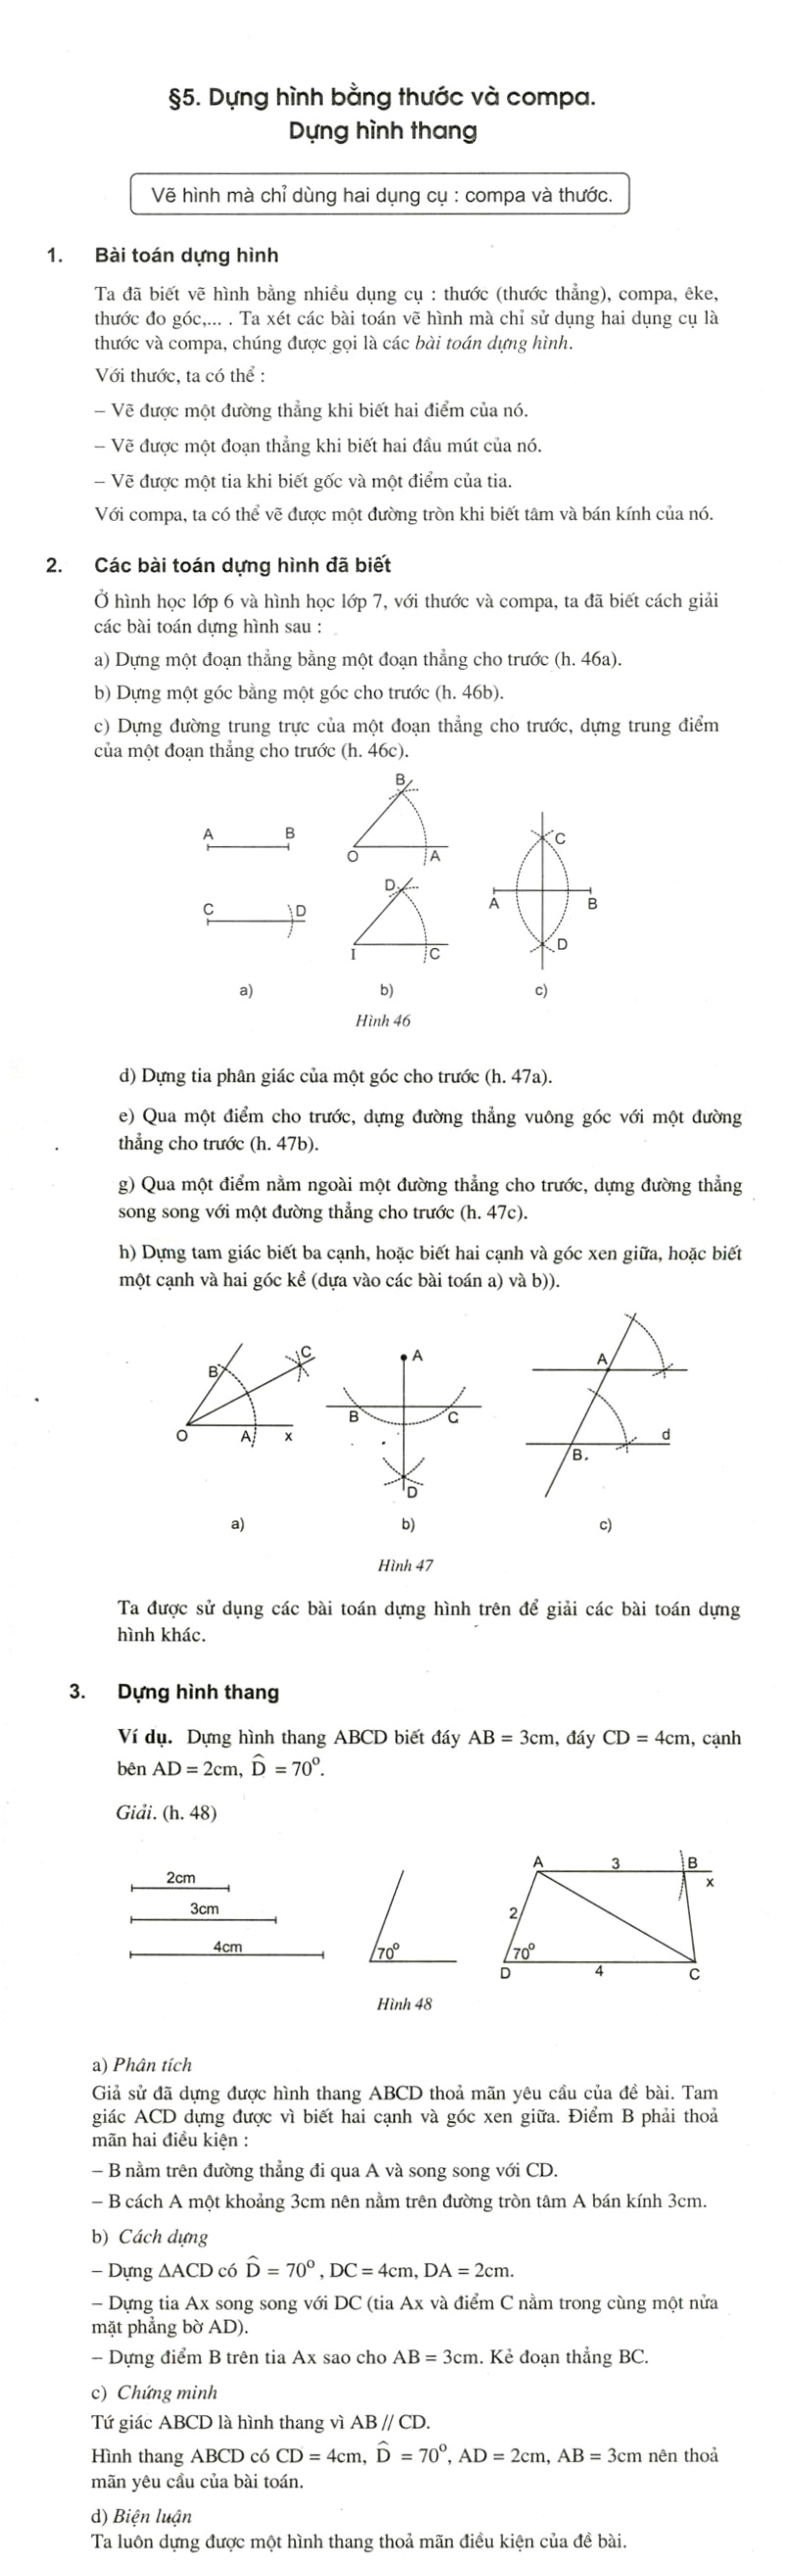 §5. Dựng hình bằng thước và compa.
Dựng hình thang
Vẽ hình mà chỉ dùng hai dụng cụ : compa và thước.
1. Bài toán dựng hình
Ta đã biết vẽ hình bằng nhiều dụng cụ : thước (thước thẳng), compa, êke,
thước đo góc,... . Ta xét các bài toán vẽ hình mà chỉ sử dụng hai dụng cụ là
thước và compa, chúng được gọi là các bài toán dựng hình.
Với thước, ta có thể :
– Vẽ được một đường thẳng khi biết hai điểm của nó.
– Vẽ được một đoạn thẳng khi biết hai đầu mút của nó.
– Vẽ được một tia khi biết gốc và một điểm của tia.
Với compa, ta có thể vẽ được một đường tròn khi biết tâm và bán kính của nó.
2. Các bài toán dựng hình đã biết
Ở hình học lớp 6 và hình học lớp 7, với thước và compa, ta đã biết cách giải
các bài toán dựng hình sau :
a) Dựng một đoạn thẳng bằng một đoạn thẳng cho trước (h. 46a).
b) Dựng một góc bằng một góc cho trước (h. 46b).
c) Dựng đường trung trực của một đoạn thẳng cho trước, dựng trung điểm
của một đoạn thẳng cho trước (h. 46c).
A B
C D
B
O A
D
I C
C
A B
D
a) b) c)
Hình 46
d) Dựng tia phân giác của một góc cho trước (h. 47a).
e) Qua một điểm cho trước, dựng đường thẳng vuông góc với một đường
thẳng cho trước (h. 47b).
g) Qua một điểm nằm ngoài một đường thẳng cho trước, dựng đường thẳng
song song với một đường thẳng cho trước (h. 47c).
h) Dựng tam giác biết ba cạnh, hoặc biết hai cạnh và góc xen giữa, hoặc biết
một cạnh và hai góc kề (dựa vào các bài toán a) và b)).
B C
O A x
A
B C
D
A
d
B
a) b) c)
Hình 47
Ta được sử dụng các bài toán dựng hình trên để giải các bài toán dựng
hình khác.
3. Dựng hình thang
Ví dụ. Dựng hình thang ABCD biết đáy AB = 3cm, đáy CD = 4cm, cạnh
bên AD = 2cm, D̂ = 70°.
Giải. (h. 48)
2cm
3cm
4cm
70°
A 3 B
x
2
70°
D 4 C
Hình 48
a) Phân tích
Giả sử đã dựng được hình thang ABCD thoả mãn yêu cầu của đề bài. Tam
giác ACD dựng được vì biết hai cạnh và góc xen giữa. Điểm B phải thoả
mãn hai điều kiện :
– B nằm trên đường thẳng đi qua A và song song với CD.
– B cách A một khoảng 3cm nên nằm trên đường tròn tâm A bán kính 3cm.
b) Cách dựng
– Dựng ΔACD có D̂ = 70°, DC = 4cm, DA = 2cm.
– Dựng tia Ax song song với DC (tia Ax và điểm C nằm trong cùng một nửa
mặt phẳng bờ AD).
– Dựng điểm B trên tia Ax sao cho AB = 3cm. Kẻ đoạn thẳng BC.
c) Chứng minh
Tứ giác ABCD là hình thang vì AB // CD.
Hình thang ABCD có CD = 4cm, D̂ = 70°, AD = 2cm, AB = 3cm nên thoả
mãn yêu cầu của bài toán.
d) Biện luận
Ta luôn dựng được một hình thang thoả mãn điều kiện của đề bài.